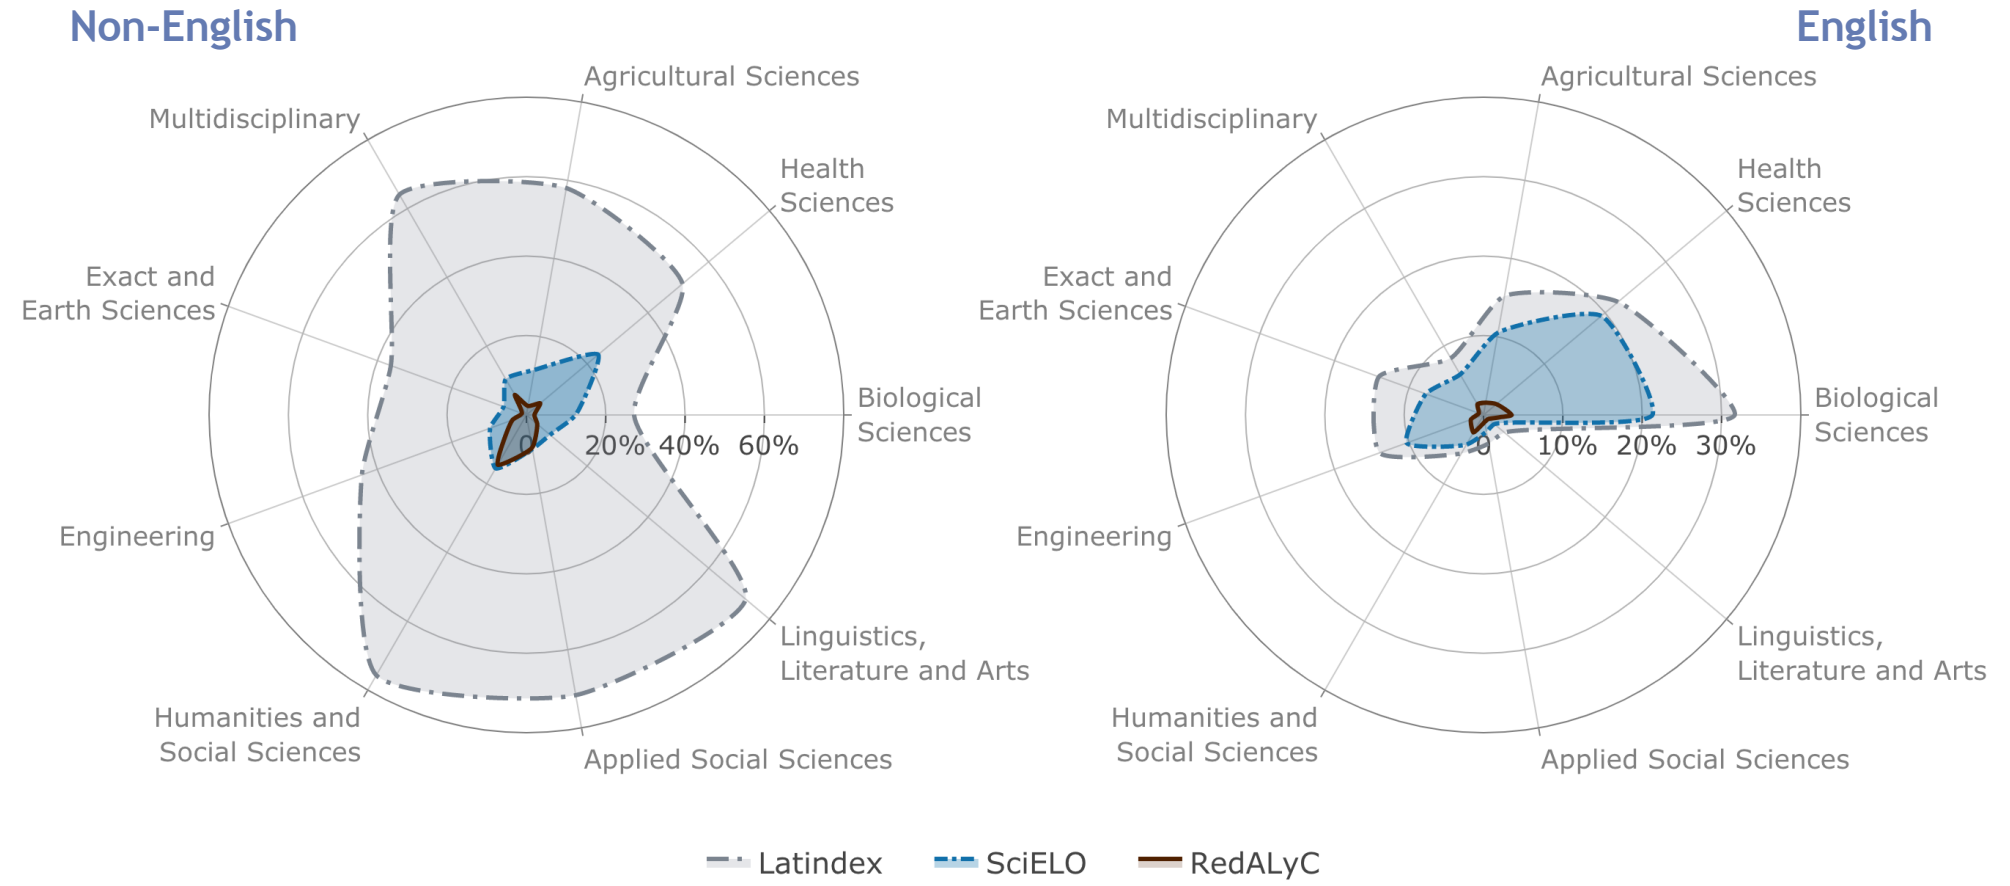 Non-English
English
Agricultural Sciences
Multidisciplinary
Health
Sciences
Exact and
Earth Sciences
Biological
Sciences
0
20%
40%
60%
Engineering
Linguistics,
Literature and Arts
Humanities and
Social Sciences
Applied Social Sciences
Agricultural Sciences
Multidisciplinary
Health
Sciences
Exact and
Earth Sciences
Biological
Sciences
0
10%
20%
30%
Engineering
Linguistics,
Literature and Arts
Humanities and
Social Sciences
Applied Social Sciences
Latindex
SciELO
RedALyC